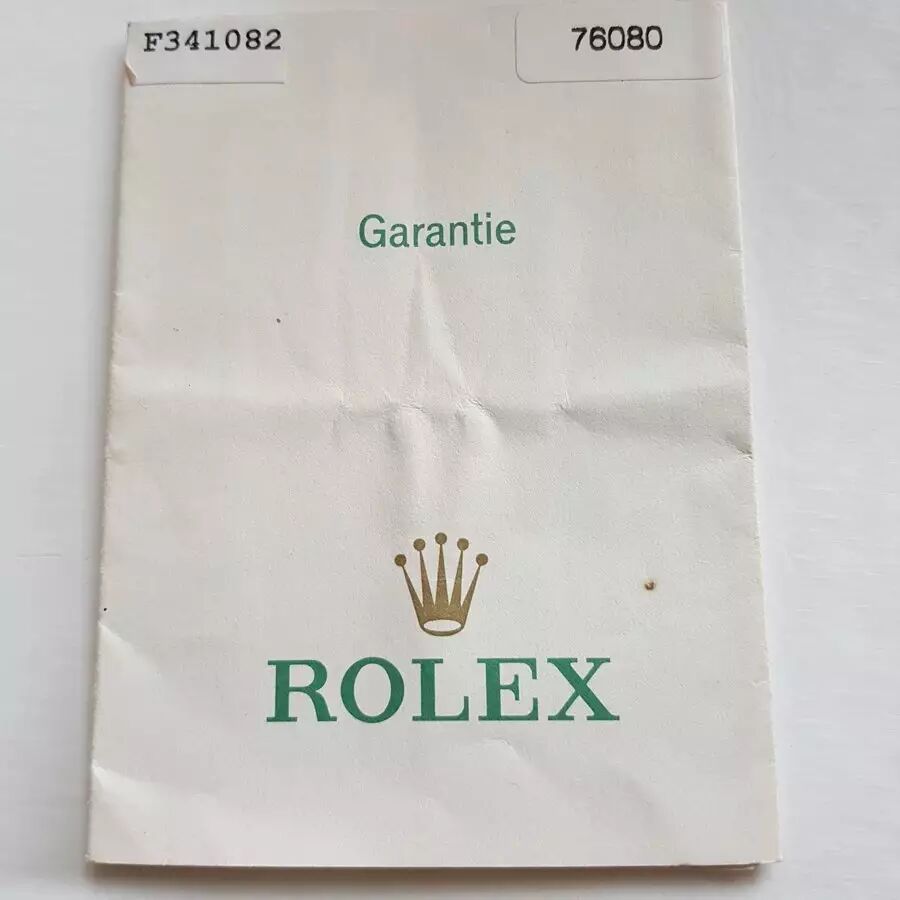 F341082
76080
Garantie
ROLEX